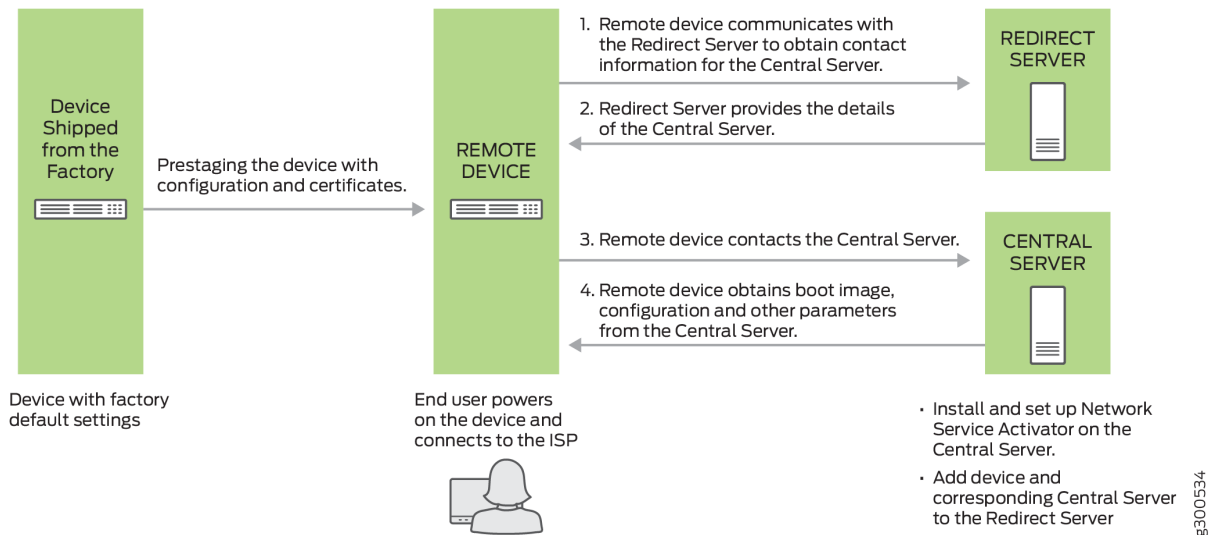 Device
Shipped
from the
Factory
Prestaging the device with
configuration and certificates.
REMOTE
DEVICE
1. Remote device communicates with
the Redirect Server to obtain contact
information for the Central Server.
2. Redirect Server provides the details
of the Central Server.
REDIRECT
SERVER
3. Remote device contacts the Central Server.
4. Remote device obtains boot image,
configuration and other parameters
from the Central Server.
CENTRAL
SERVER
Device with factory
default settings
End user powers
on the device and
connects to the ISP
• Install and set up Network
Service Activator on the
Central Server.
• Add device and
corresponding Central Server
to the Redirect Server
g300534